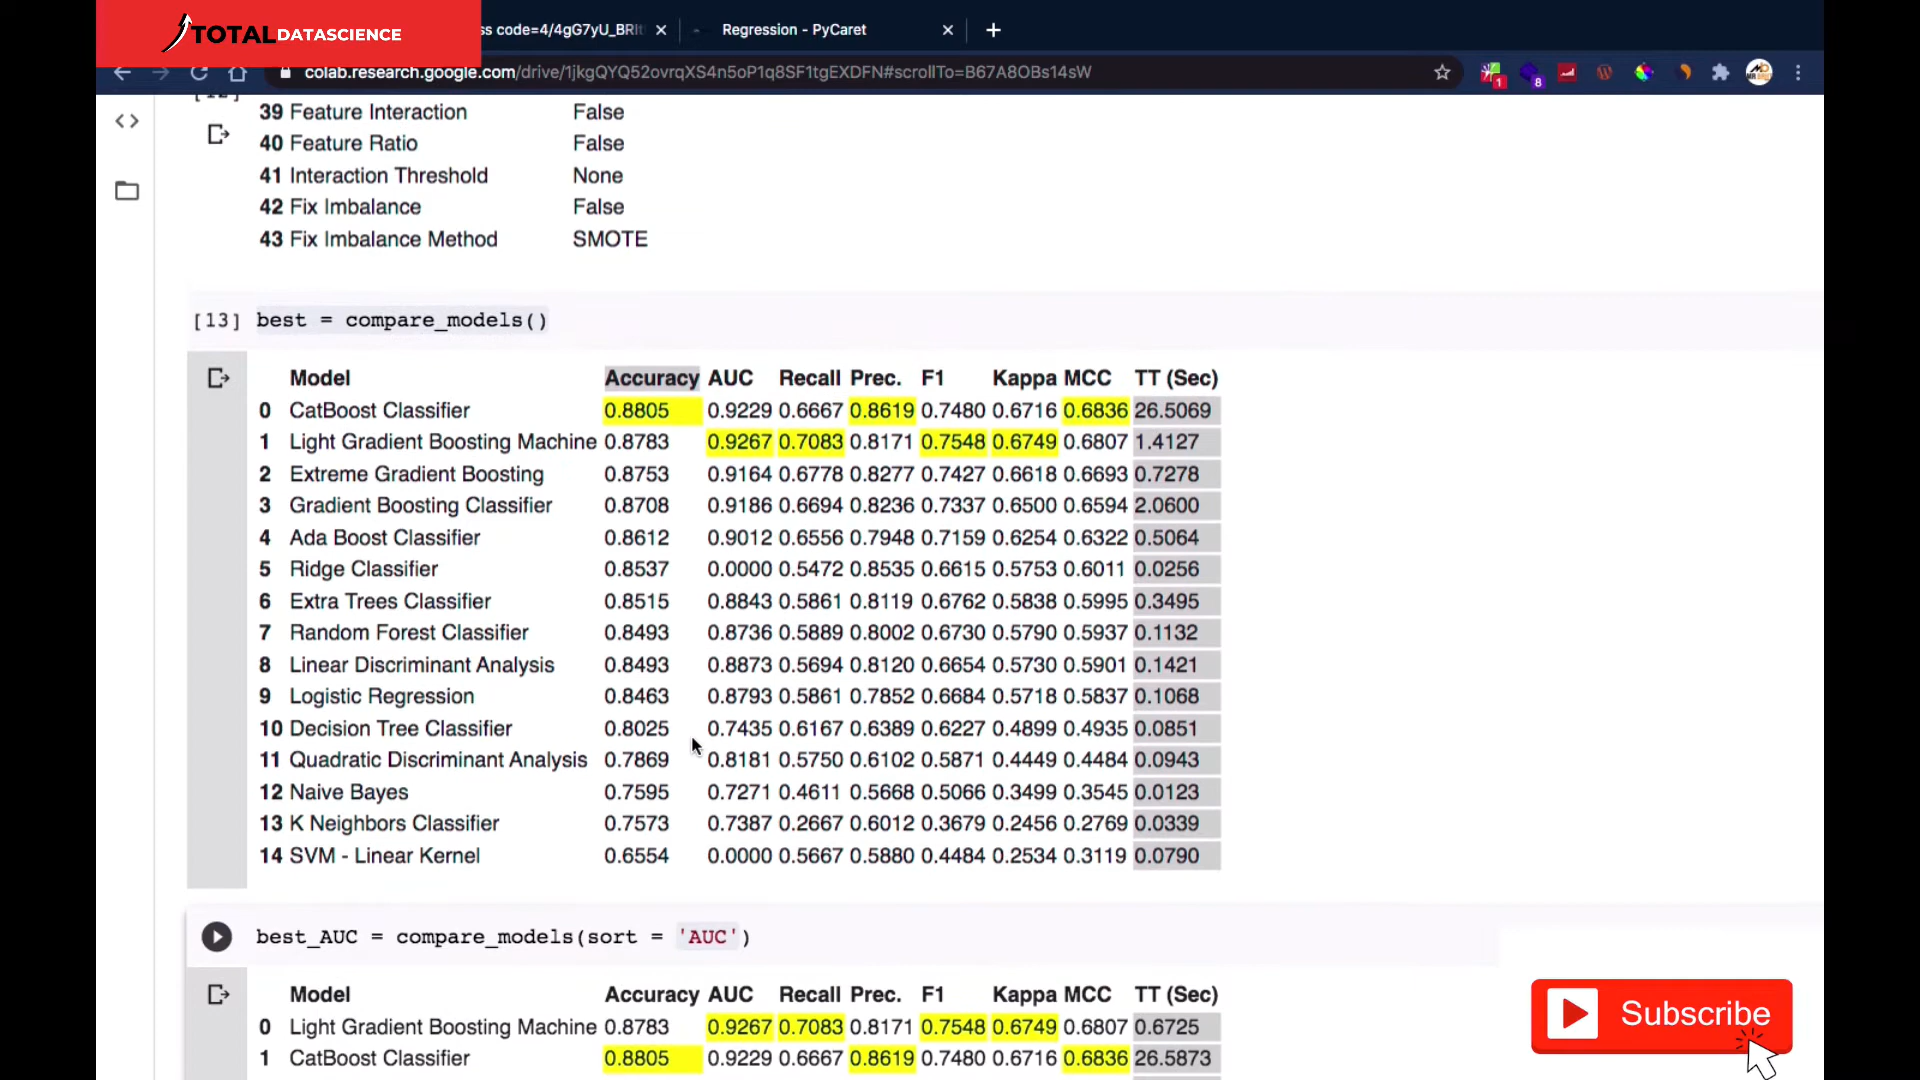 TOTAL DATASCIENCE
ss code=4/4gG7yU_BRIt
Regression - PyCaret
colab.research.google.com/drive/1jkgQYQ52ovrqXS4n5oP1q8SF1tgEXDFN#scrollTo=B67A8OBs14sW
1
8
[12]
39 Feature Interaction False
40 Feature Ratio False
41 Interaction Threshold None
42 Fix Imbalance False
43 Fix Imbalance Method SMOTE
[13] best = compare_models()
Model Accuracy AUC Recall Prec. F1 Kappa MCC TT (Sec)
0 CatBoost Classifier 0.8805 0.9229 0.6667 0.8619 0.7480 0.6716 0.6836 26.5069
1 Light Gradient Boosting Machine 0.8783 0.9267 0.7083 0.8171 0.7548 0.6749 0.6807 1.4127
2 Extreme Gradient Boosting 0.8753 0.9164 0.6778 0.8277 0.7427 0.6618 0.6693 0.7278
3 Gradient Boosting Classifier 0.8708 0.9186 0.6694 0.8236 0.7337 0.6500 0.6594 2.0600
4 Ada Boost Classifier 0.8612 0.9012 0.6556 0.7948 0.7159 0.6254 0.6322 0.5064
5 Ridge Classifier 0.8537 0.0000 0.5472 0.8535 0.6615 0.5753 0.6011 0.0256
6 Extra Trees Classifier 0.8515 0.8843 0.5861 0.8119 0.6762 0.5838 0.5995 0.3495
7 Random Forest Classifier 0.8493 0.8736 0.5889 0.8002 0.6730 0.5790 0.5937 0.1132
8 Linear Discriminant Analysis 0.8493 0.8873 0.5694 0.8120 0.6654 0.5730 0.5901 0.1421
9 Logistic Regression 0.8463 0.8793 0.5861 0.7852 0.6684 0.5718 0.5837 0.1068
10 Decision Tree Classifier 0.8025 0.7435 0.6167 0.6389 0.6227 0.4899 0.4935 0.0851
11 Quadratic Discriminant Analysis 0.7869 0.8181 0.5750 0.6102 0.5871 0.4449 0.4484 0.0943
12 Naive Bayes 0.7595 0.7271 0.4611 0.5668 0.5066 0.3499 0.3545 0.0123
13 K Neighbors Classifier 0.7573 0.7387 0.2667 0.6012 0.3679 0.2456 0.2769 0.0339
14 SVM - Linear Kernel 0.6554 0.0000 0.5667 0.5880 0.4484 0.2534 0.3119 0.0790
best_AUC = compare_models(sort = 'AUC')
Model Accuracy AUC Recall Prec. F1 Kappa MCC TT (Sec)
0 Light Gradient Boosting Machine 0.8783 0.9267 0.7083 0.8171 0.7548 0.6749 0.6807 0.6725
1 CatBoost Classifier 0.8805 0.9229 0.6667 0.8619 0.7480 0.6716 0.6836 26.5873
Subscribe